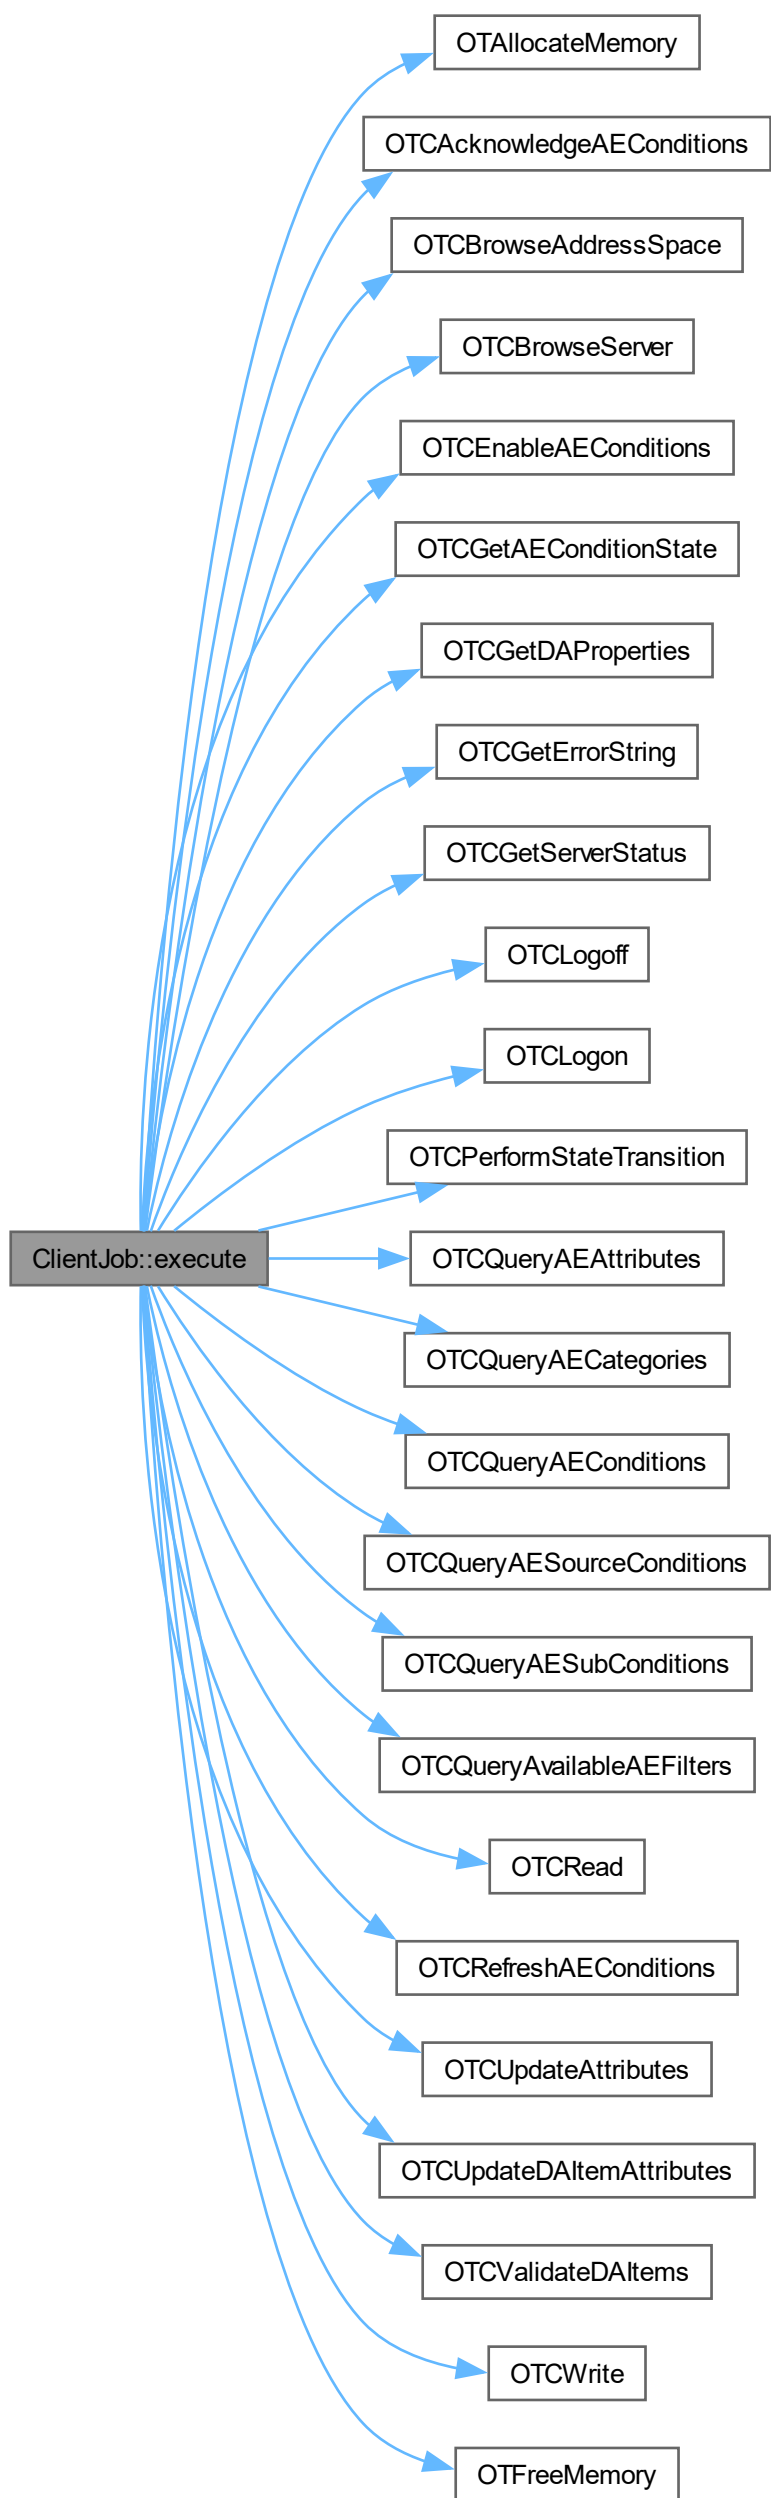 OTAllocateMemory
OTCAcknowledgeAEConditions
OTCBrowseAddressSpace
OTCBrowseServer
OTCEnableAEConditions
OTCGetAEConditionState
OTCGetDAProperties
OTCGetErrorString
OTCGetServerStatus
OTCLogoff
OTCLogon
OTCPerformStateTransition
ClientJob::execute
OTCQueryAEAttributes
OTCQueryAECategories
OTCQueryAEConditions
OTCQueryAESourceConditions
OTCQueryAESubConditions
OTCQueryAvailableAEFilters
OTCRead
OTCRefreshAEConditions
OTCUpdateAttributes
OTCUpdateDAItemAttributes
OTCValidateDAItems
OTCWrite
OTFreeMemory